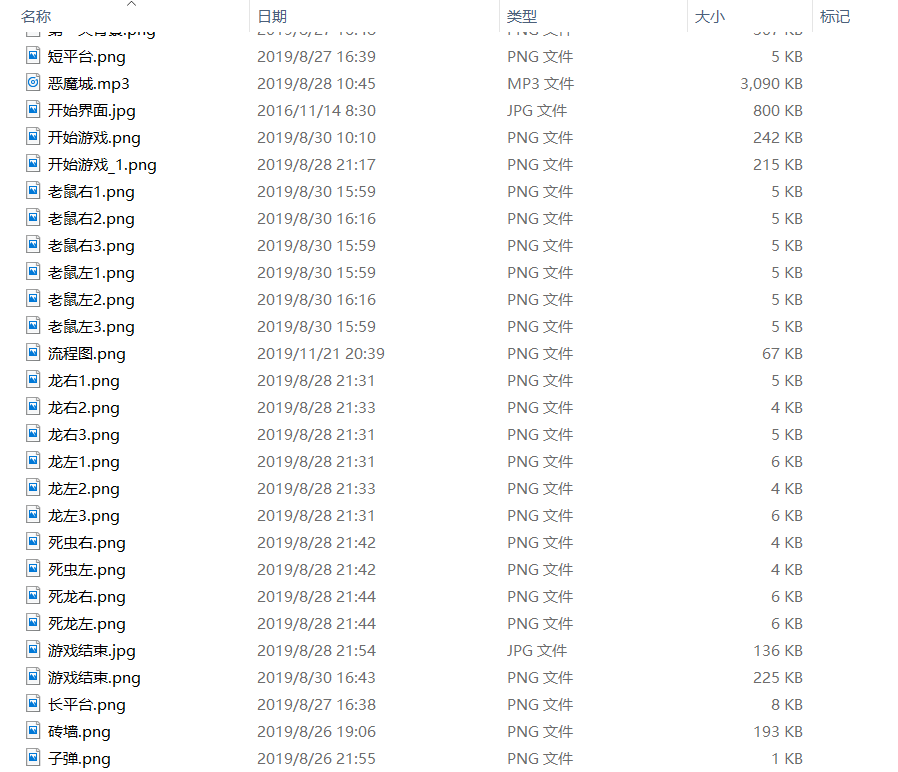 名称 日期 类型 大小 标记
短平台.png 2019/8/27 16:39 PNG 文件 5 KB
恶魔城.mp3 2019/8/28 10:45 MP3 文件 3,090 KB
开始界面.jpg 2016/11/14 8:30 JPG 文件 800 KB
开始游戏.png 2019/8/30 10:10 PNG 文件 242 KB
开始游戏_1.png 2019/8/28 21:17 PNG 文件 215 KB
老鼠右1.png 2019/8/30 15:59 PNG 文件 5 KB
老鼠右2.png 2019/8/30 16:16 PNG 文件 5 KB
老鼠右3.png 2019/8/30 15:59 PNG 文件 5 KB
老鼠左1.png 2019/8/30 15:59 PNG 文件 5 KB
老鼠左2.png 2019/8/30 16:16 PNG 文件 5 KB
老鼠左3.png 2019/8/30 15:59 PNG 文件 5 KB
流程图.png 2019/11/21 20:39 PNG 文件 67 KB
龙右1.png 2019/8/28 21:31 PNG 文件 5 KB
龙右2.png 2019/8/28 21:33 PNG 文件 4 KB
龙右3.png 2019/8/28 21:31 PNG 文件 5 KB
龙左1.png 2019/8/28 21:31 PNG 文件 6 KB
龙左2.png 2019/8/28 21:33 PNG 文件 4 KB
龙左3.png 2019/8/28 21:31 PNG 文件 6 KB
死虫右.png 2019/8/28 21:42 PNG 文件 4 KB
死虫左.png 2019/8/28 21:42 PNG 文件 4 KB
死龙右.png 2019/8/28 21:44 PNG 文件 6 KB
死龙左.png 2019/8/28 21:44 PNG 文件 6 KB
游戏结束.jpg 2019/8/28 21:54 JPG 文件 136 KB
游戏结束.png 2019/8/30 16:43 PNG 文件 225 KB
长平台.png 2019/8/27 16:38 PNG 文件 8 KB
砖墙.png 2019/8/26 19:06 PNG 文件 193 KB
子弹.png 2019/8/26 21:55 PNG 文件 1 KB